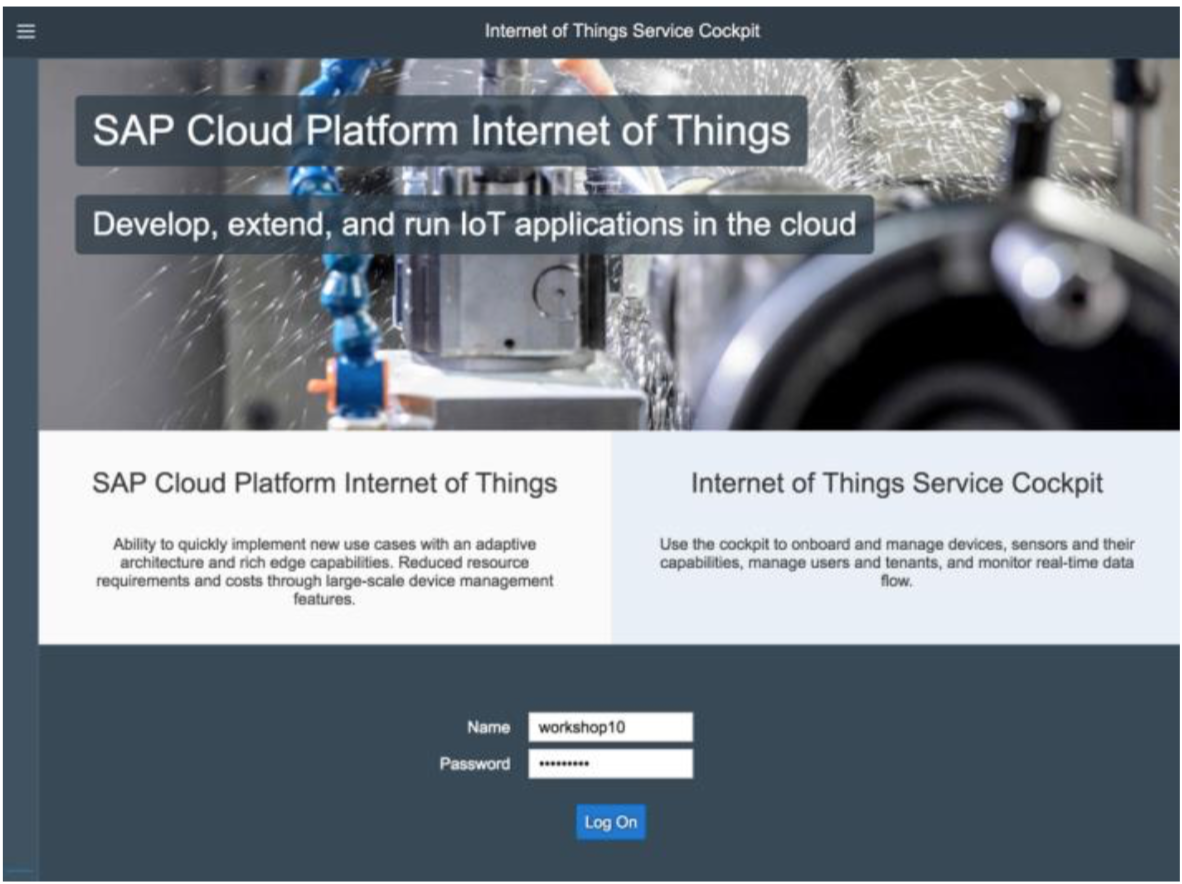 Internet of Things Service Cockpit
SAP Cloud Platform Internet of Things
Develop, extend, and run IoT applications in the cloud
SAP Cloud Platform Internet of Things
Ability to quickly implement new use cases with an adaptive
architecture and rich edge capabilities. Reduced resource
requirements and costs through large-scale device management
features.
Internet of Things Service Cockpit
Use the cockpit to onboard and manage devices, sensors and their
capabilities, manage users and tenants, and monitor real-time data
flow.
Name workshop10
Password •••••••••
Log On